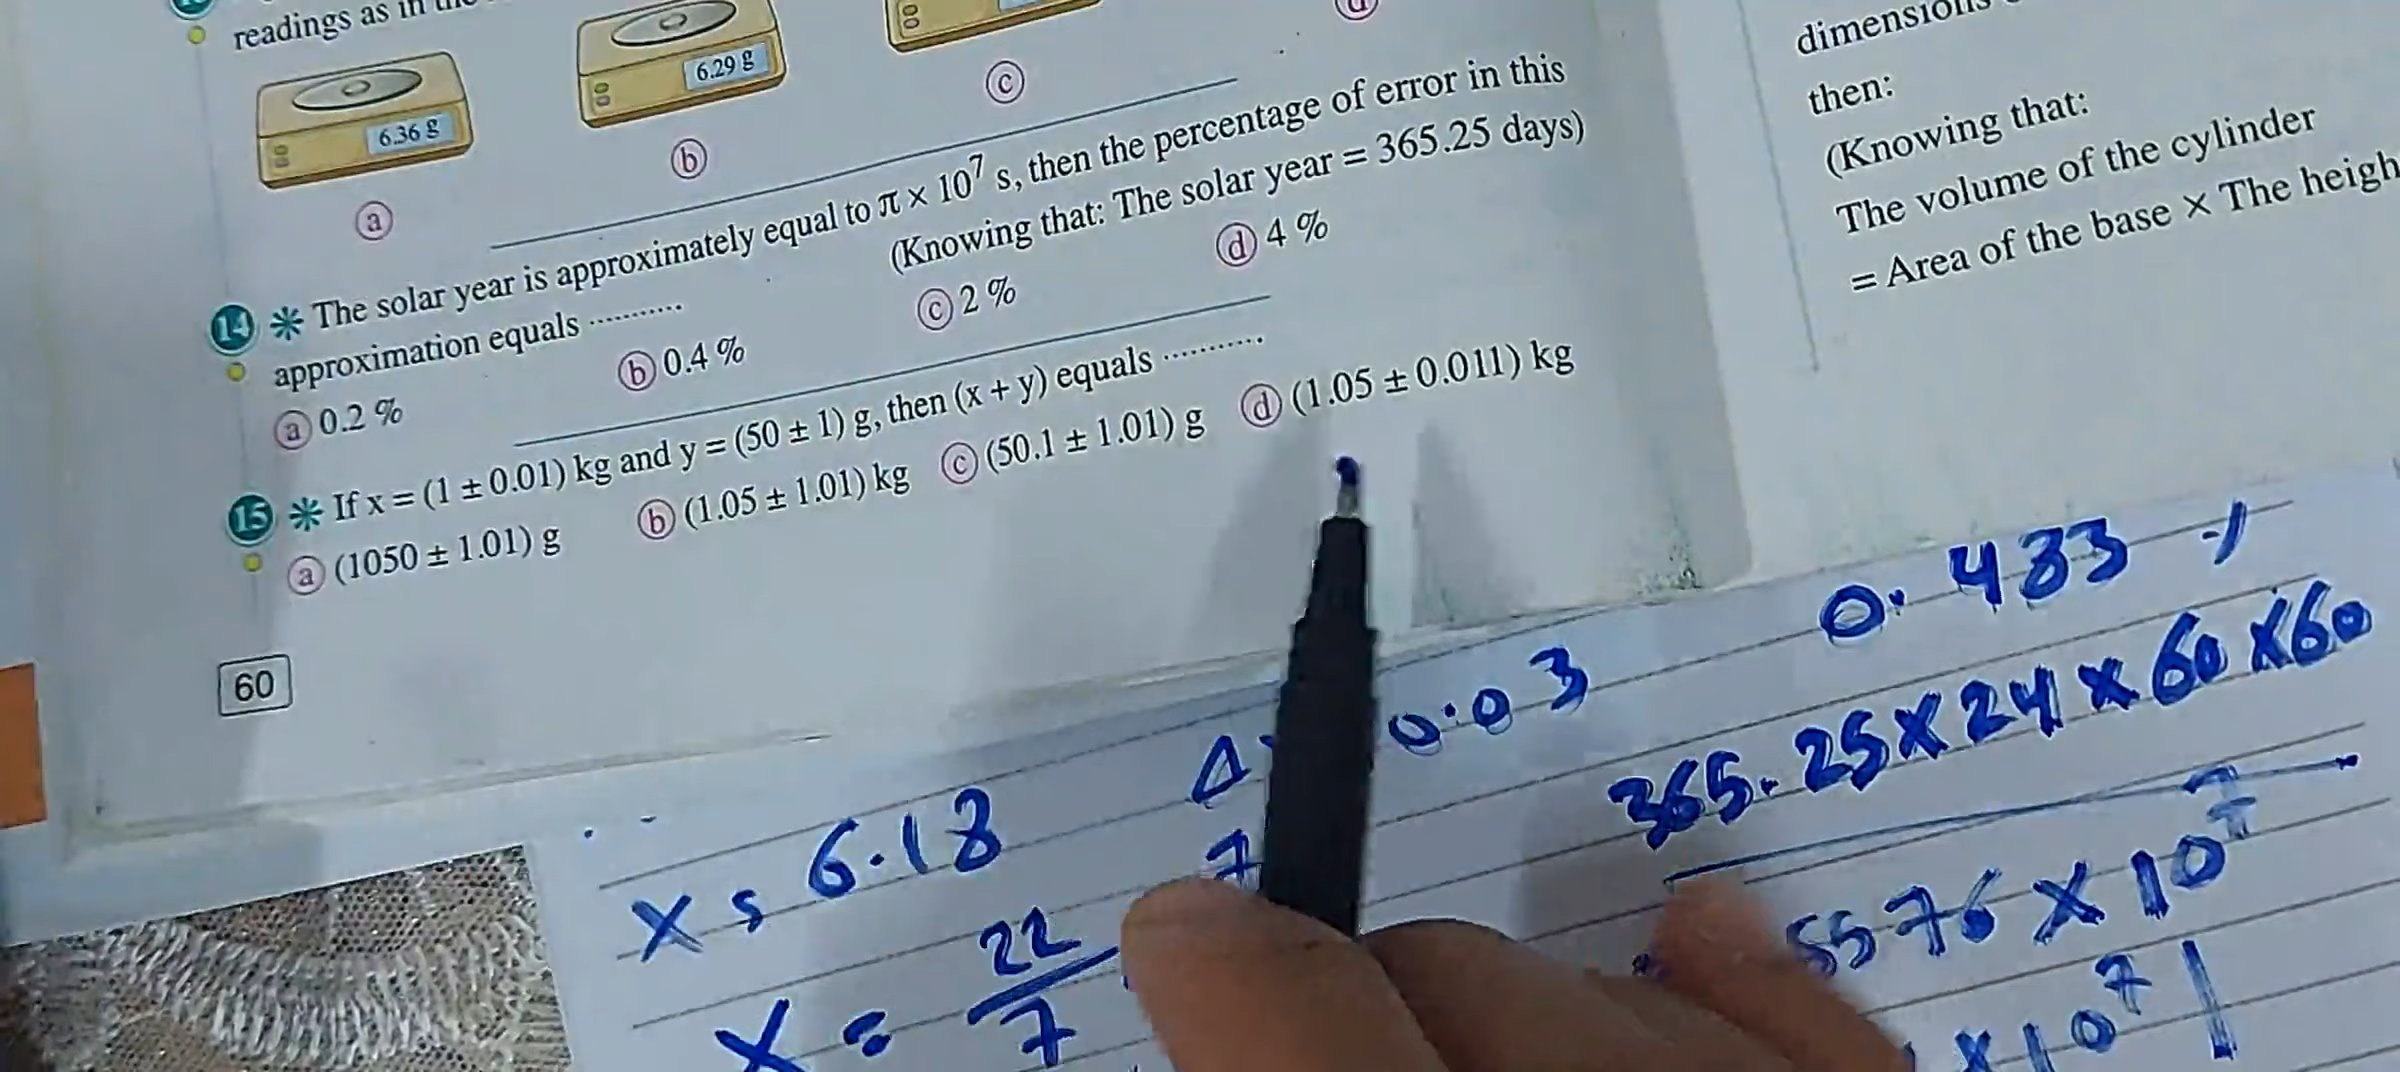 readings as in
6.36 g
6.29 g
a
b
c
d
14 * The solar year is approximately equal to π × 10⁷ s, then the percentage of error in this
approximation equals ...........
(Knowing that: The solar year = 365.25 days)
a 0.2 %
b 0.4 %
c 2 %
d 4 %
15 * If x = (1 ± 0.01) kg and y = (50 ± 1) g, then (x + y) equals ...........
a (1050 ± 1.01) g
b (1.05 ± 1.01) kg
c (50.1 ± 1.01) g
d (1.05 ± 0.011) kg
60
dimensions
then:
(Knowing that:
The volume of the cylinder
= Area of the base × The heigh
0.433
0.03
365.25×24×60×60
x = 6.18
5576 × 10⁷
x = 22/7
× 10⁷